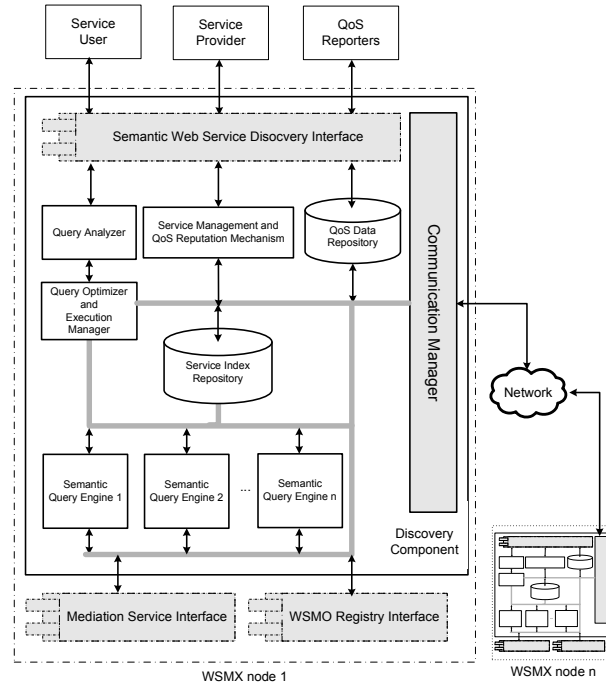 Service
User
Service
Provider
QoS
Reporters
Semantic Web Service Disocvery Interface
Communication Manager
Query Analyzer
Service Management and
QoS Reputation Mechanism
QoS Data
Repository
Query Optimizer
and
Execution
Manager
Service Index
Repository
Network
Semantic
Query Engine 1
Semantic
Query Engine 2
...
Semantic
Query Engine n
Discovery
Component
Mediation Service Interface
WSMO Registry Interface
WSMX node 1
WSMX node n